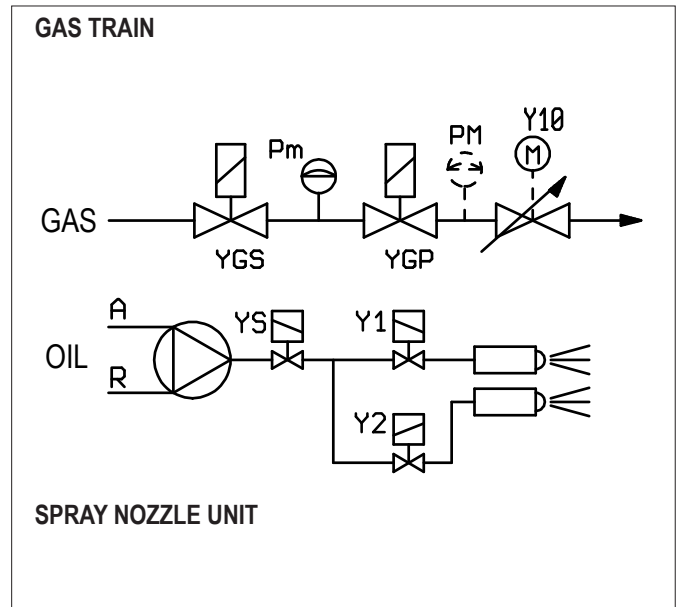 GAS TRAIN
Pm
PM
Y10
M
GAS
YGS
YGP
A
YS
Y1
OIL
R
Y2
SPRAY NOZZLE UNIT